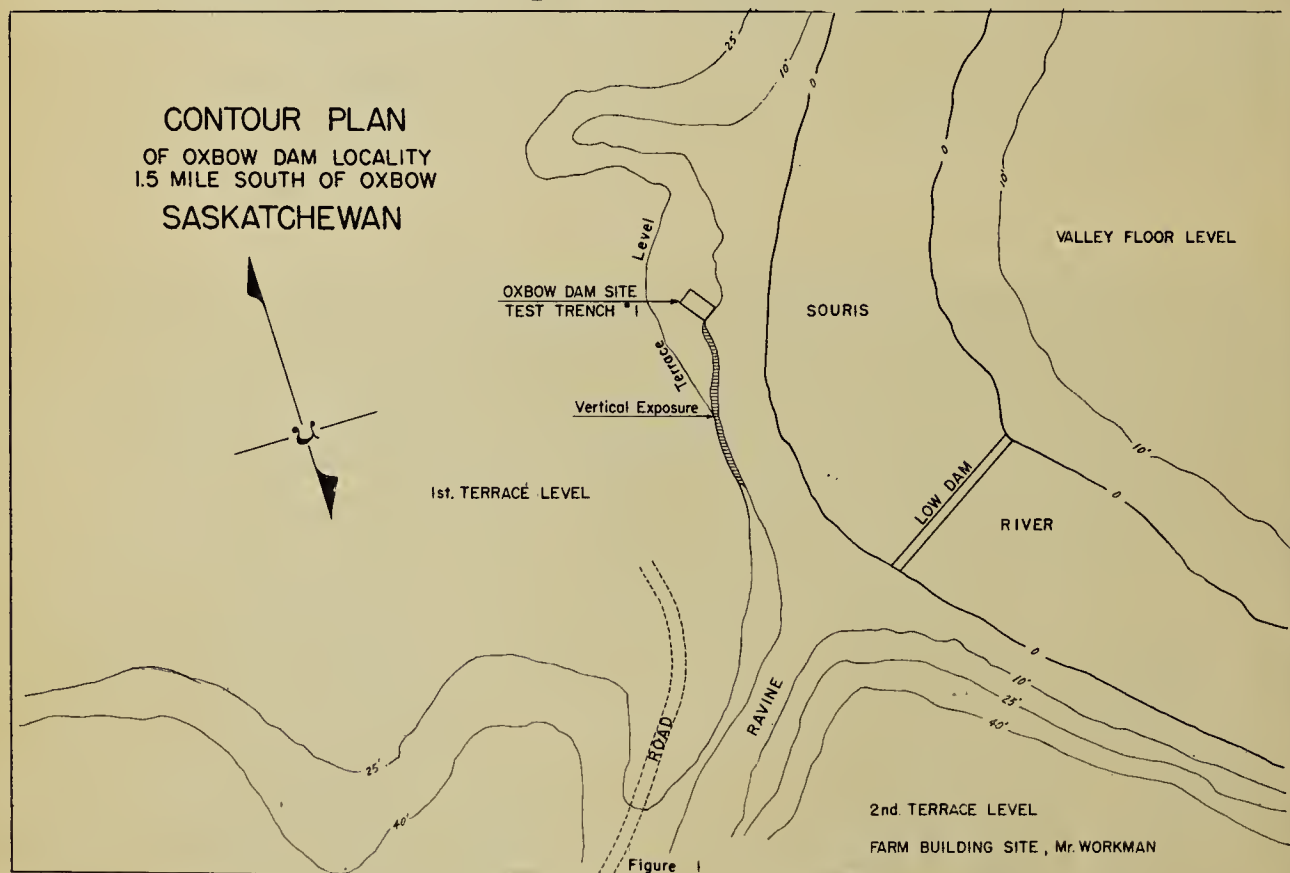 CONTOUR PLAN
OF OXBOW DAM LOCALITY
1.5 MILE SOUTH OF OXBOW
SASKATCHEWAN
25'
10'
0
0
10'
VALLEY FLOOR LEVEL
Level
OXBOW DAM SITE
TEST TRENCH #1
SOURIS
Terrace
Vertical Exposure
10'
1st. TERRACE LEVEL
LOW DAM
0
RIVER
0
10'
25'
40'
RAVINE
ROAD
25'
40'
2nd. TERRACE LEVEL
FARM BUILDING SITE, Mr. WORKMAN
Figure 1